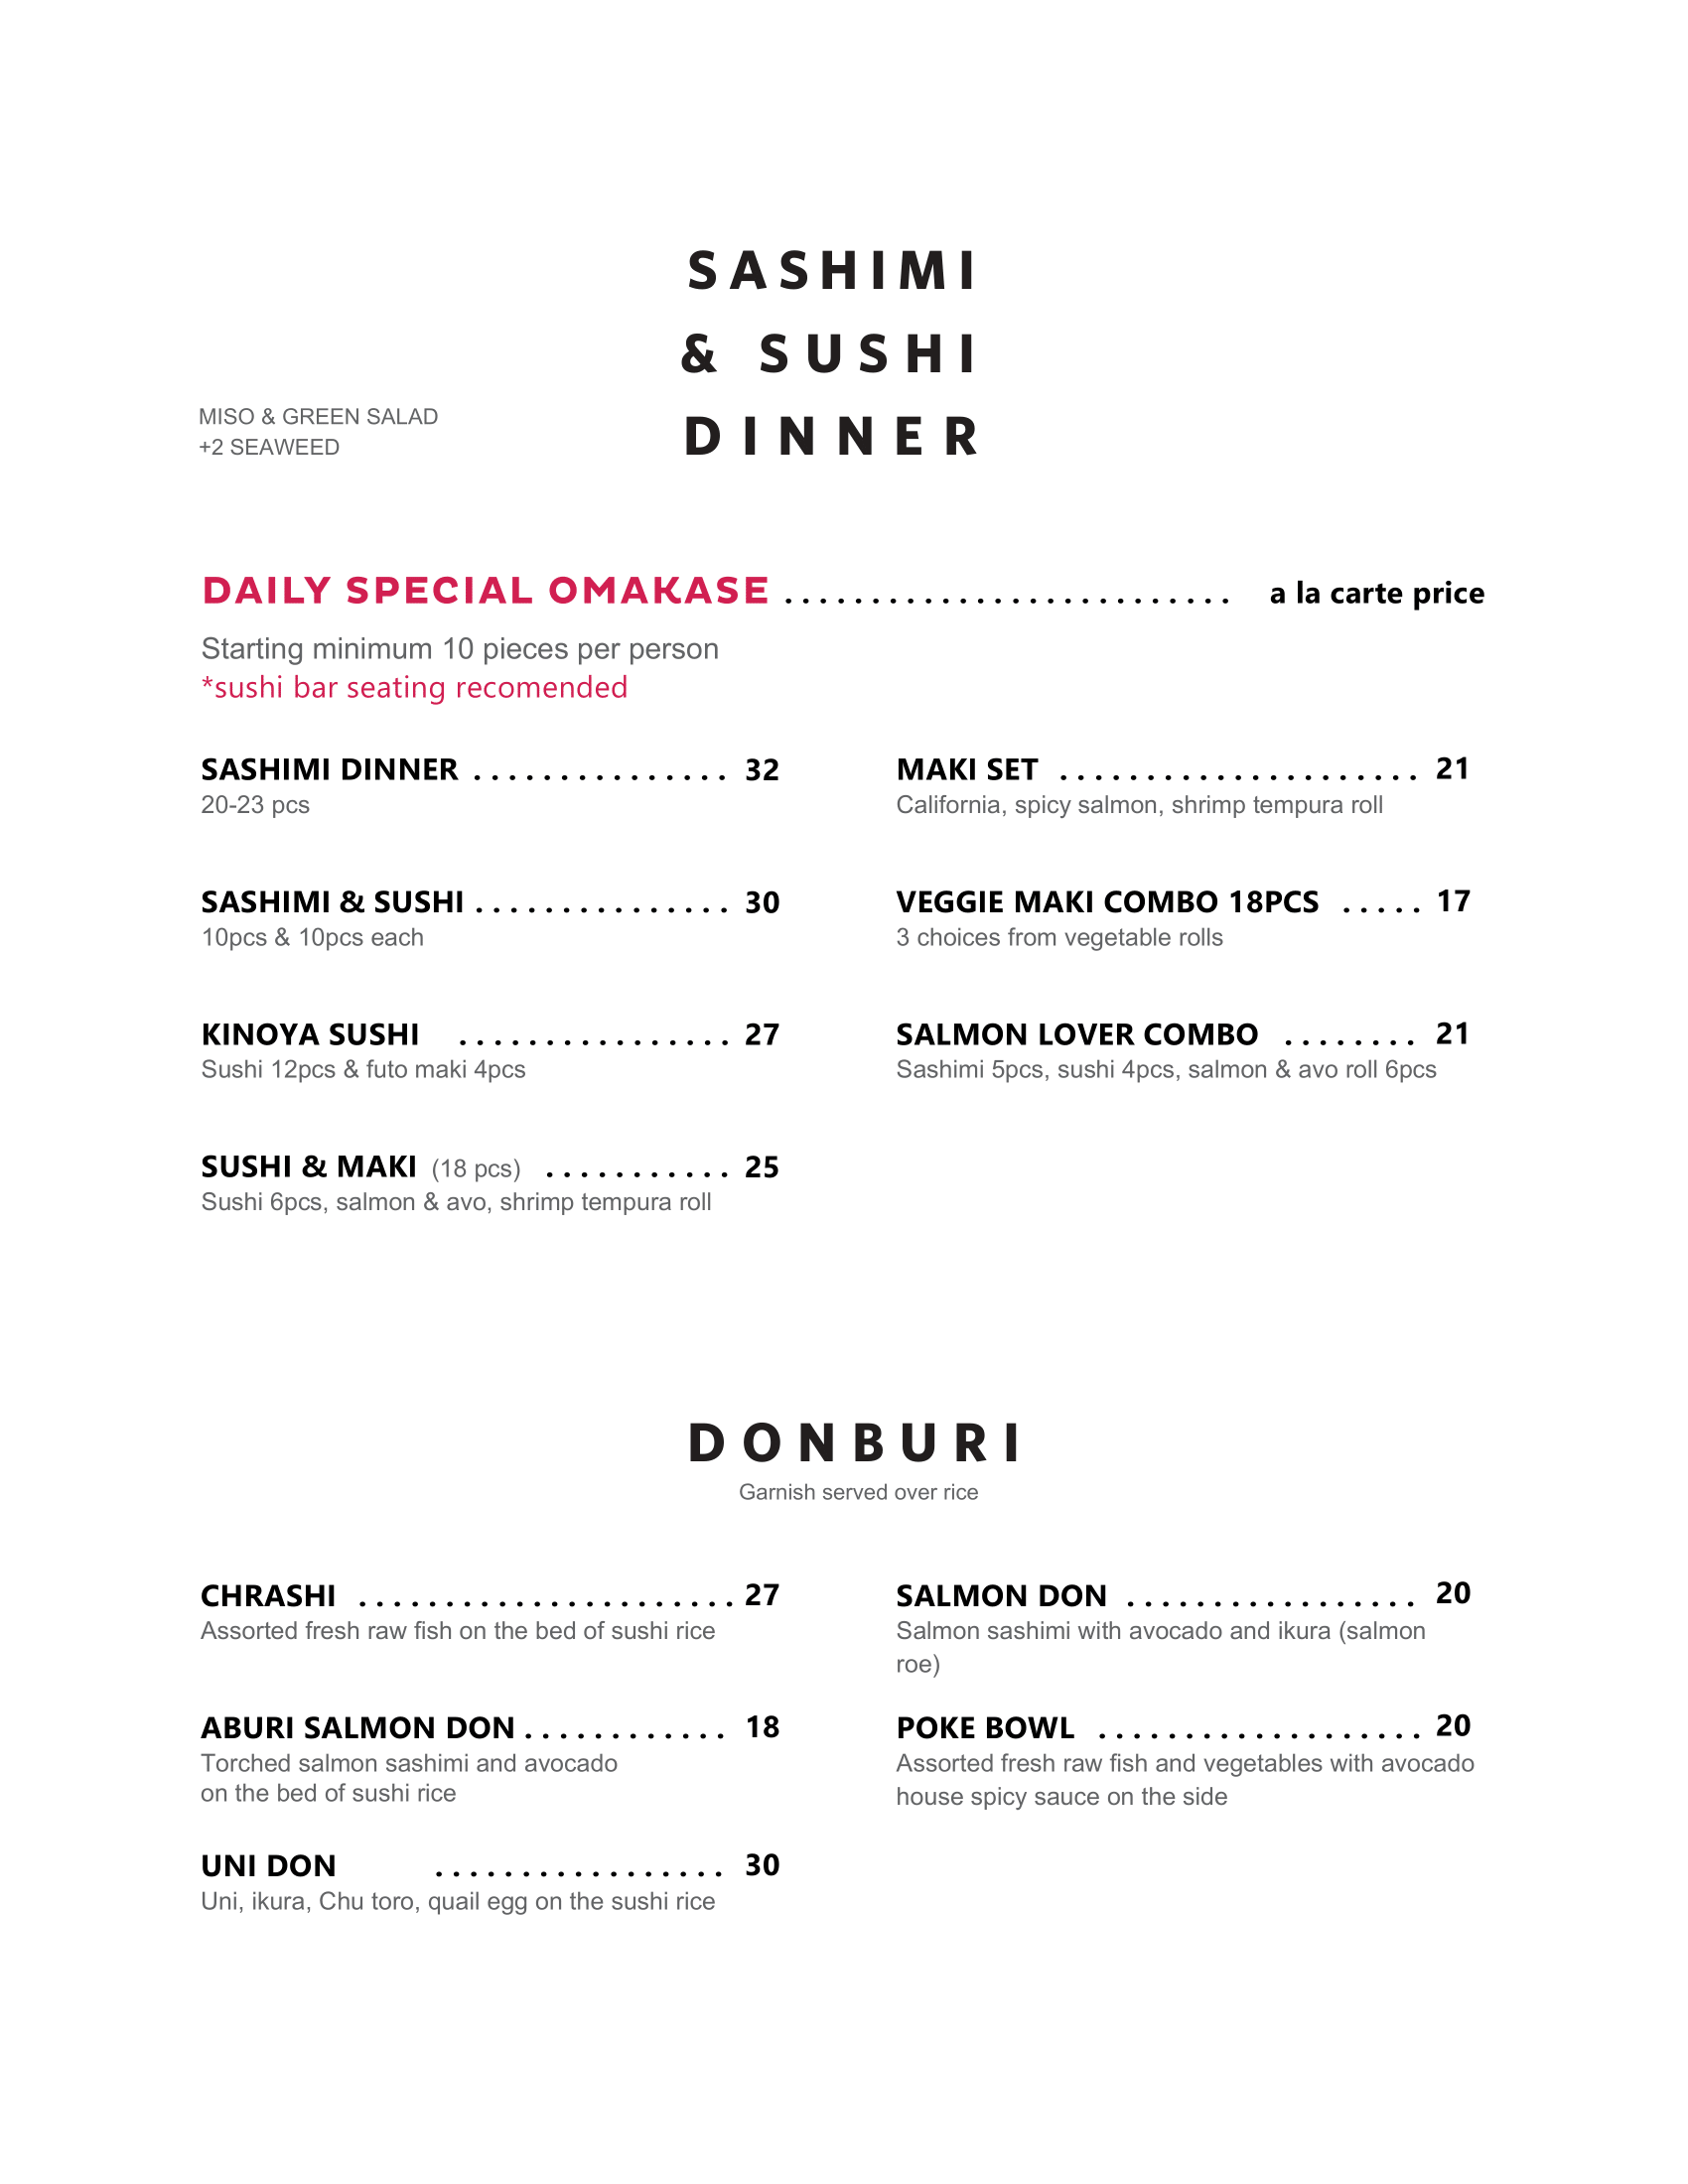 SASHIMI
& SUSHI
DINNER
MISO & GREEN SALAD
+2 SEAWEED
DAILY SPECIAL OMAKASE .......................... a la carte price
Starting minimum 10 pieces per person
*sushi bar seating recomended
SASHIMI DINNER ............... 32
20-23 pcs
SASHIMI & SUSHI ............... 30
10pcs & 10pcs each
KINOYA SUSHI ................ 27
Sushi 12pcs & futo maki 4pcs
SUSHI & MAKI (18 pcs) ........... 25
Sushi 6pcs, salmon & avo, shrimp tempura roll
MAKI SET ..................... 21
California, spicy salmon, shrimp tempura roll
VEGGIE MAKI COMBO 18PCS ..... 17
3 choices from vegetable rolls
SALMON LOVER COMBO ........ 21
Sashimi 5pcs, sushi 4pcs, salmon & avo roll 6pcs
DONBURI
Garnish served over rice
CHRASHI ...................... 27
Assorted fresh raw fish on the bed of sushi rice
ABURI SALMON DON ............ 18
Torched salmon sashimi and avocado
on the bed of sushi rice
UNI DON ................. 30
Uni, ikura, Chu toro, quail egg on the sushi rice
SALMON DON ................. 20
Salmon sashimi with avocado and ikura (salmon
roe)
POKE BOWL ................... 20
Assorted fresh raw fish and vegetables with avocado
house spicy sauce on the side